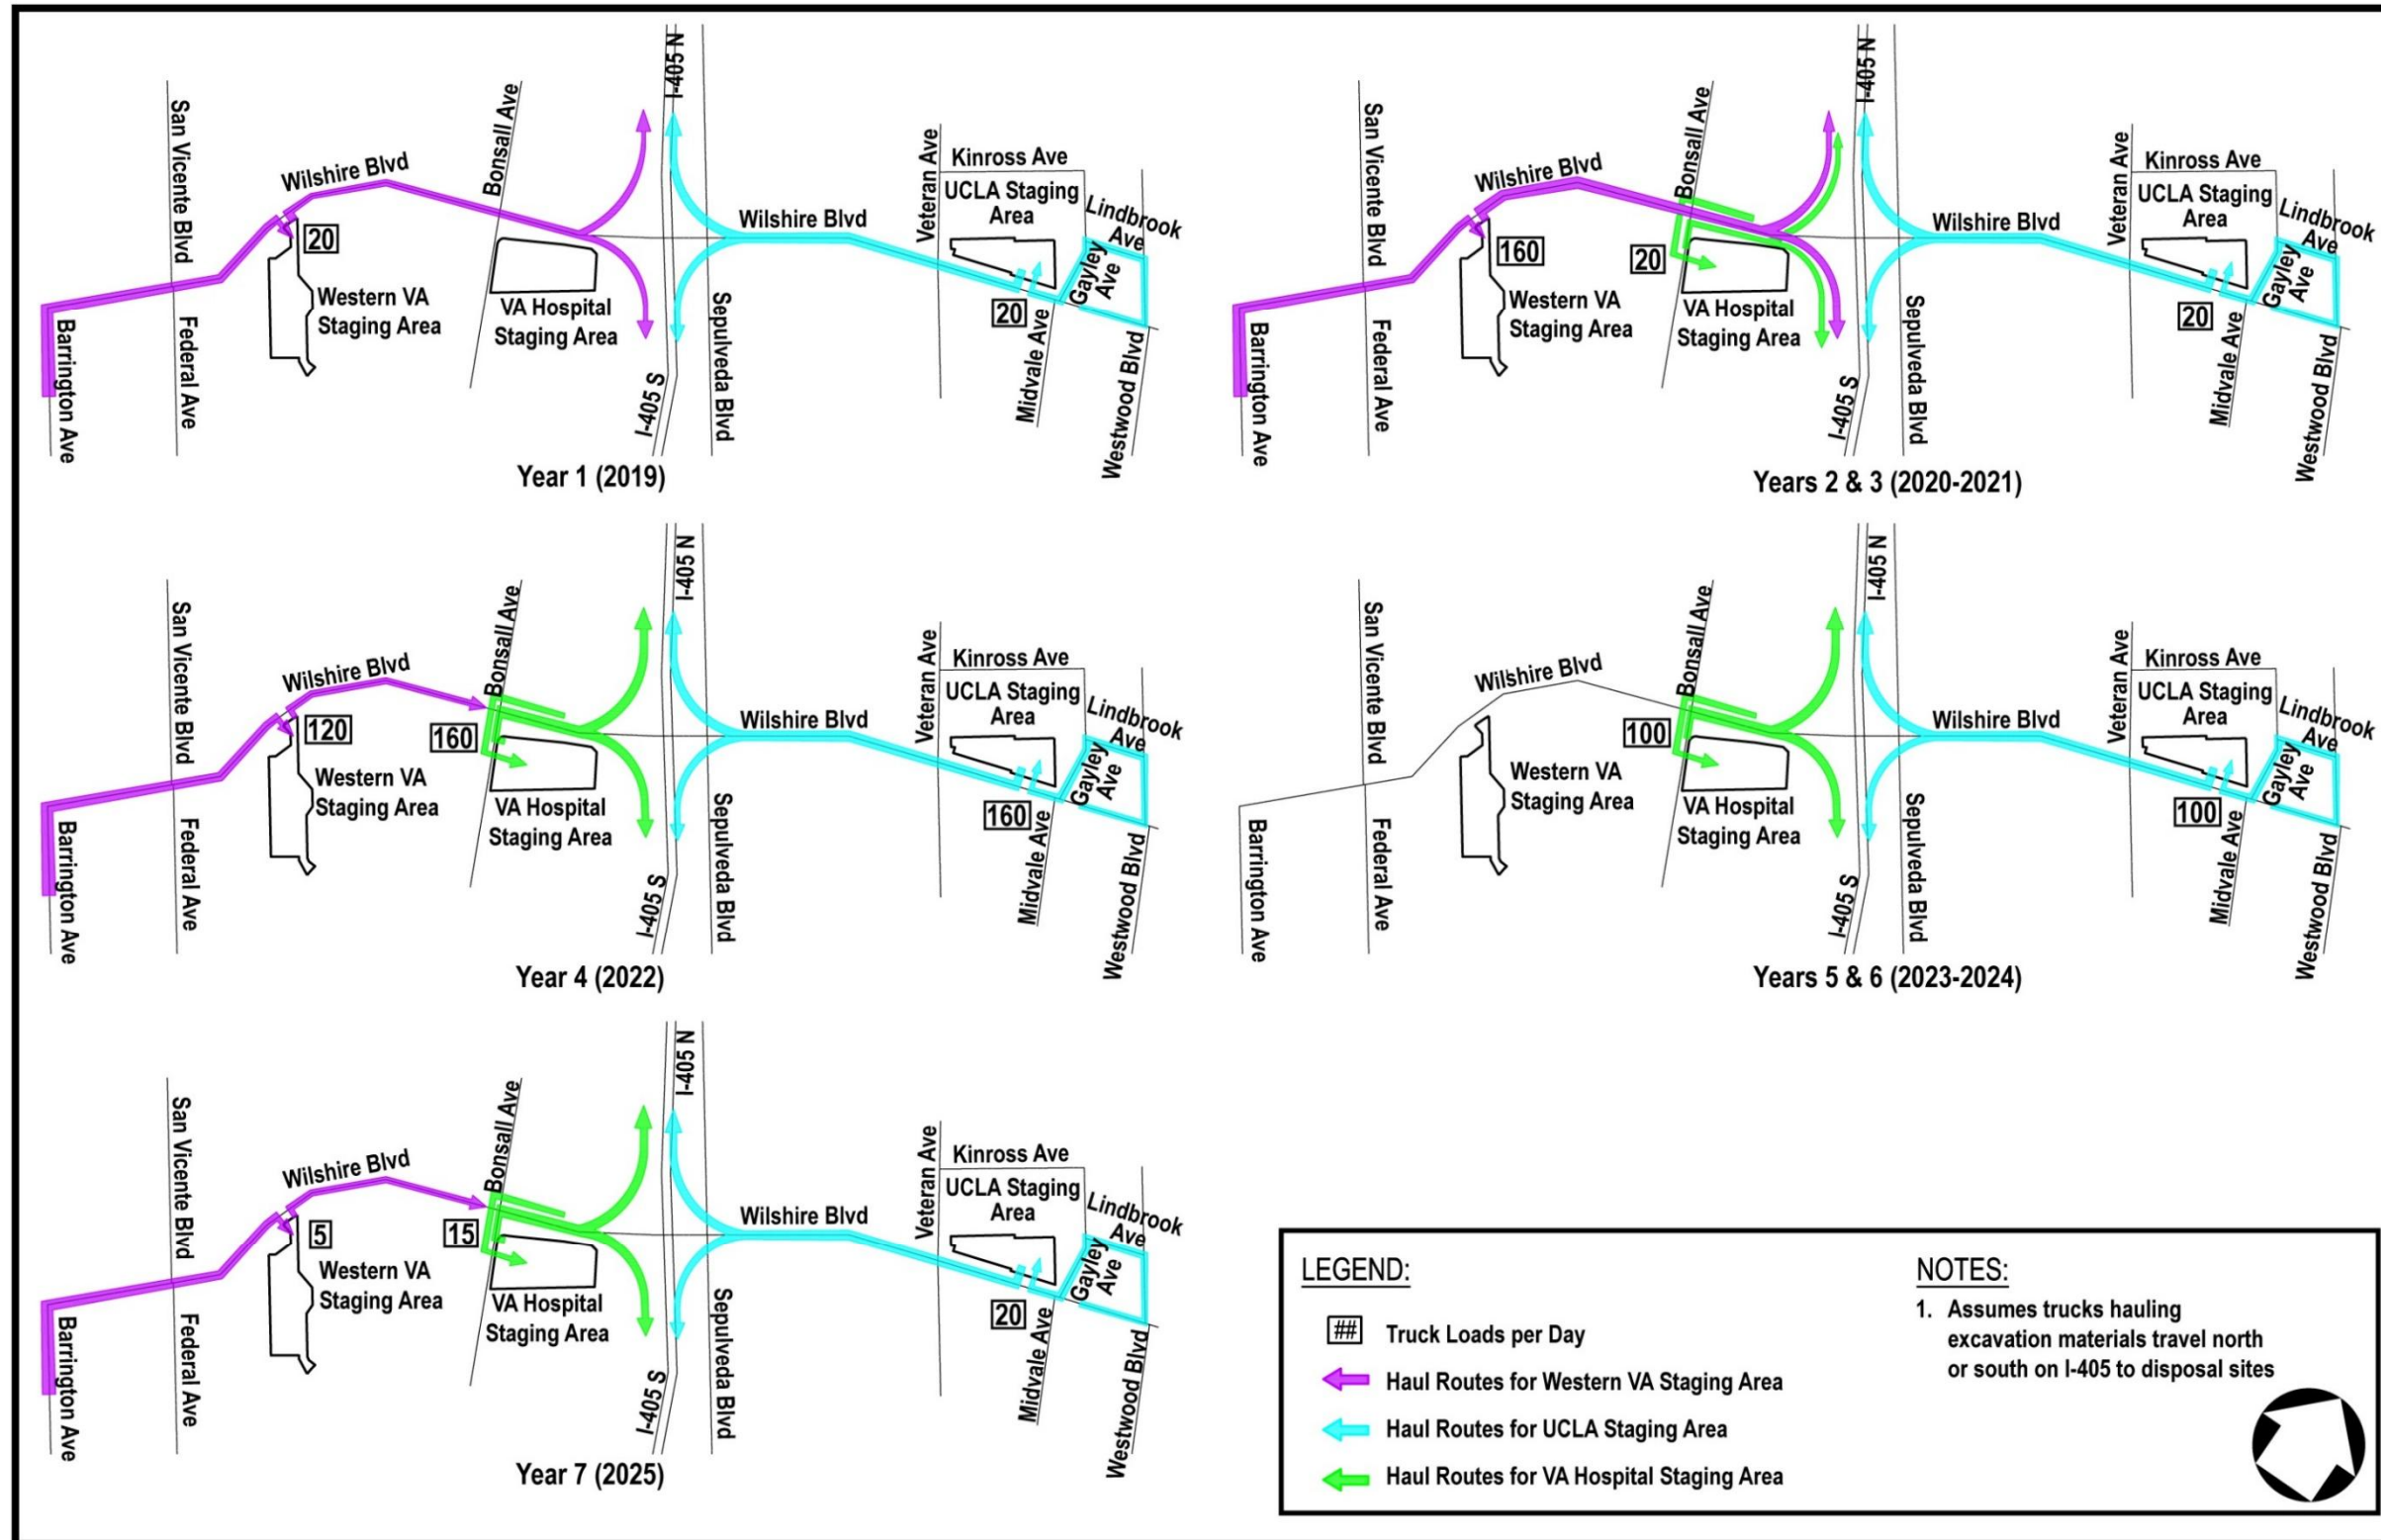 I-405 N
San Vicente Blvd
Bonsall Ave
Wilshire Blvd
Veteran Ave
Kinross Ave
UCLA Staging
Area
Lindbrook
Ave
20
Wilshire Blvd
Gayley
Ave
Western VA
Staging Area
VA Hospital
Staging Area
20
Barrington Ave
Federal Ave
I-405 S
Sepulveda Blvd
Midvale Ave
Westwood Blvd
Year 1 (2019)
I-405 N
San Vicente Blvd
Bonsall Ave
Wilshire Blvd
Veteran Ave
Kinross Ave
UCLA Staging
Area
Lindbrook
Ave
160
20
Wilshire Blvd
Gayley
Ave
Western VA
Staging Area
VA Hospital
Staging Area
20
Barrington Ave
Federal Ave
I-405 S
Sepulveda Blvd
Midvale Ave
Westwood Blvd
Years 2 & 3 (2020-2021)
I-405 N
San Vicente Blvd
Bonsall Ave
Wilshire Blvd
Veteran Ave
Kinross Ave
UCLA Staging
Area
Lindbrook
Ave
120
160
Wilshire Blvd
Gayley
Ave
Western VA
Staging Area
VA Hospital
Staging Area
160
Barrington Ave
Federal Ave
I-405 S
Sepulveda Blvd
Midvale Ave
Westwood Blvd
Year 4 (2022)
I-405 N
San Vicente Blvd
Bonsall Ave
Wilshire Blvd
Veteran Ave
Kinross Ave
UCLA Staging
Area
Lindbrook
Ave
100
Wilshire Blvd
Gayley
Ave
Western VA
Staging Area
VA Hospital
Staging Area
100
Barrington Ave
Federal Ave
I-405 S
Sepulveda Blvd
Midvale Ave
Westwood Blvd
Years 5 & 6 (2023-2024)
I-405 N
San Vicente Blvd
Bonsall Ave
Wilshire Blvd
Veteran Ave
Kinross Ave
UCLA Staging
Area
Lindbrook
Ave
5
15
Wilshire Blvd
Gayley
Ave
Western VA
Staging Area
VA Hospital
Staging Area
20
Barrington Ave
Federal Ave
I-405 S
Sepulveda Blvd
Midvale Ave
Westwood Blvd
Year 7 (2025)
LEGEND:
## Truck Loads per Day
Haul Routes for Western VA Staging Area
Haul Routes for UCLA Staging Area
Haul Routes for VA Hospital Staging Area
NOTES:
1. Assumes trucks hauling
excavation materials travel north
or south on I-405 to disposal sites